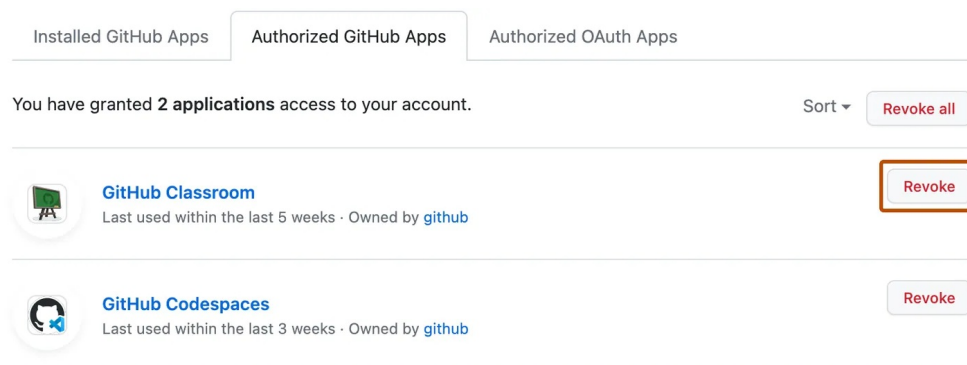 Installed GitHub Apps Authorized GitHub Apps Authorized OAuth Apps
You have granted 2 applications access to your account. Sort Revoke all
GitHub Classroom Revoke
Last used within the last 5 weeks · Owned by github
GitHub Codespaces Revoke
Last used within the last 3 weeks · Owned by github